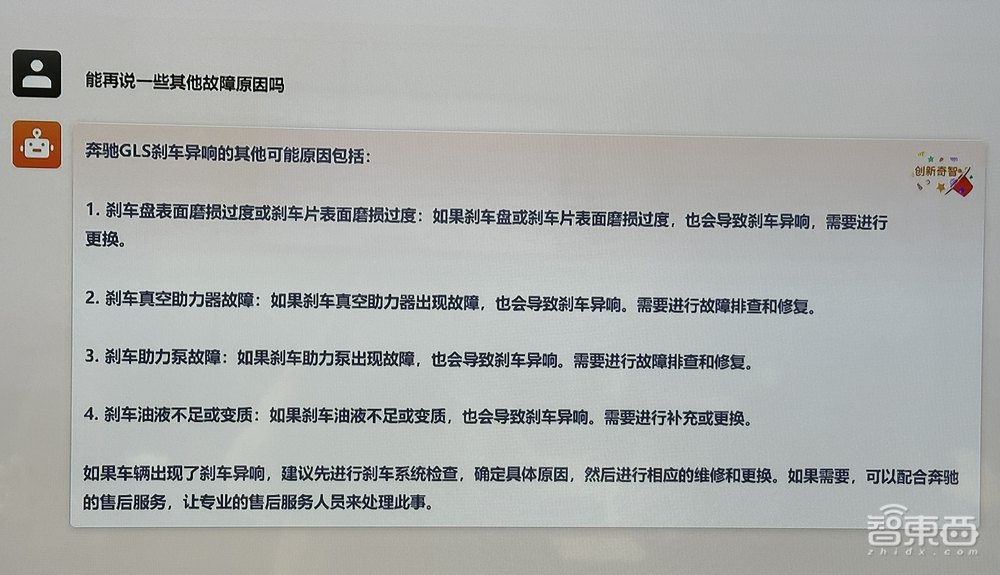 能再说一些其他故障原因吗
奔驰GLS刹车异响的其他可能原因包括：
创新奇智
1. 刹车盘表面磨损过度或刹车片表面磨损过度：如果刹车盘或刹车片表面磨损过度，也会导致刹车异响，需要进行
更换。
2. 刹车真空助力器故障：如果刹车真空助力器出现故障，也会导致刹车异响。需要进行故障排查和修复。
3. 刹车助力泵故障：如果刹车助力泵出现故障，也会导致刹车异响。需要进行故障排查和修复。
4. 刹车油液不足或变质：如果刹车油液不足或变质，也会导致刹车异响。需要进行补充或更换。
如果车辆出现了刹车异响，建议先进行刹车系统检查，确定具体原因，然后进行相应的维修和更换。如果需要，可以配合奔驰
的售后服务，让专业的售后服务人员来处理此事。
智東西
zhidx.com